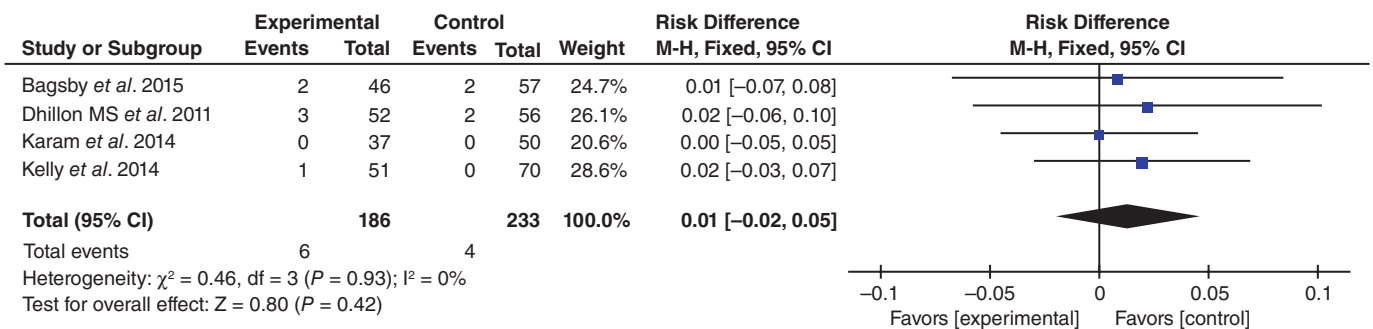 Experimental Control Risk Difference Risk Difference
Study or Subgroup Events Total Events Total Weight M-H, Fixed, 95% CI M-H, Fixed, 95% CI
Bagsby et al. 2015 2 46 2 57 24.7% 0.01 [–0.07, 0.08]
Dhillon MS et al. 2011 3 52 2 56 26.1% 0.02 [–0.06, 0.10]
Karam et al. 2014 0 37 0 50 20.6% 0.00 [–0.05, 0.05]
Kelly et al. 2014 1 51 0 70 28.6% 0.02 [–0.03, 0.07]
Total (95% CI) 186 233 100.0% 0.01 [–0.02, 0.05]
Total events 6 4
Heterogeneity: χ² = 0.46, df = 3 (P = 0.93); I² = 0%
Test for overall effect: Z = 0.80 (P = 0.42)
–0.1 –0.05 0 0.05 0.1
Favors [experimental] Favors [control]